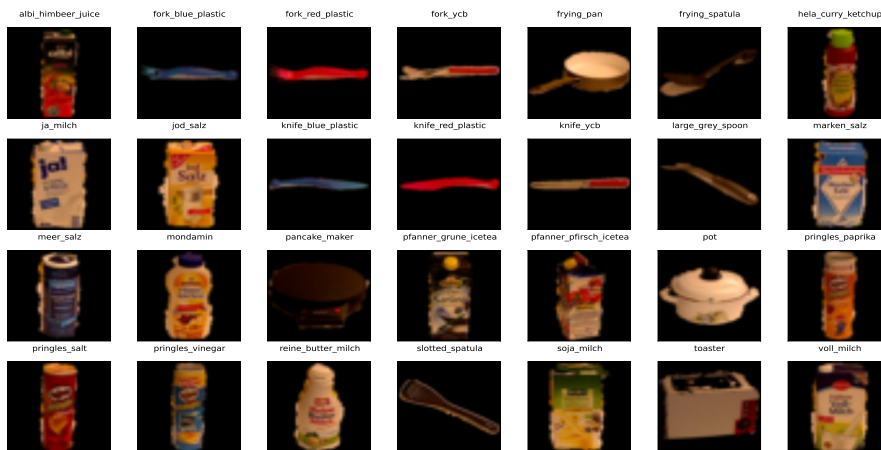 albi_himbeer_juice fork_blue_plastic fork_red_plastic fork_ycb frying_pan frying_spatula hela_curry_ketchup
ja_milch jod_salz knife_blue_plastic knife_red_plastic knife_ycb large_grey_spoon marken_salz
ja!
Salz
meer_salz mondamin pancake_maker pfanner_grune_icetea pfanner_pfirsch_icetea pot pringles_paprika
pringles_salt pringles_vinegar reine_butter_milch slotted_spatula soja_milch toaster voll_milch